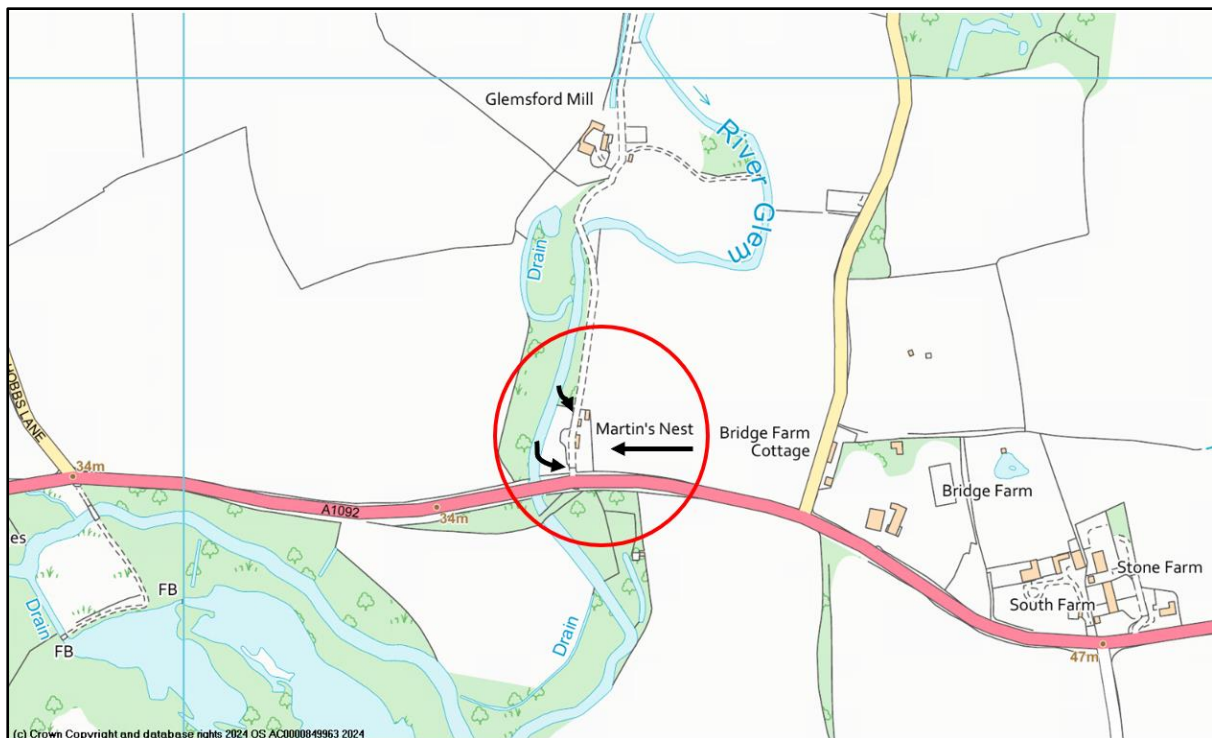 Glemsford Mill
River Glem
Drain
HOBBS LANE
34m
Martin's Nest
Bridge Farm
Cottage
Bridge Farm
34m
A1092
es
FB
Stone Farm
South Farm
Drain
Drain
FB
47m
(c) Crown Copyright and database rights 2024 OS AC0000849963 2024